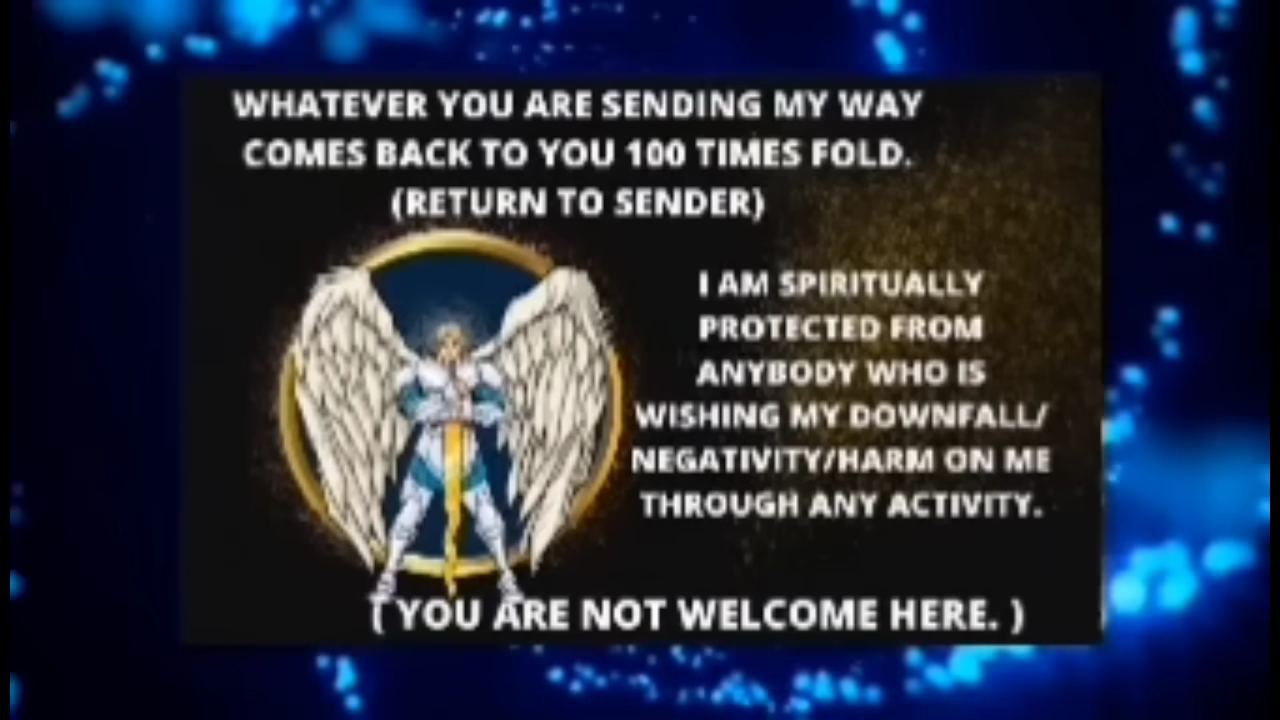 WHATEVER YOU ARE SENDING MY WAY
COMES BACK TO YOU 100 TIMES FOLD.
(RETURN TO SENDER)
I AM SPIRITUALLY
PROTECTED FROM
ANYBODY WHO IS
WISHING MY DOWNFALL/
NEGATIVITY/HARM ON ME
THROUGH ANY ACTIVITY.
( YOU ARE NOT WELCOME HERE. )